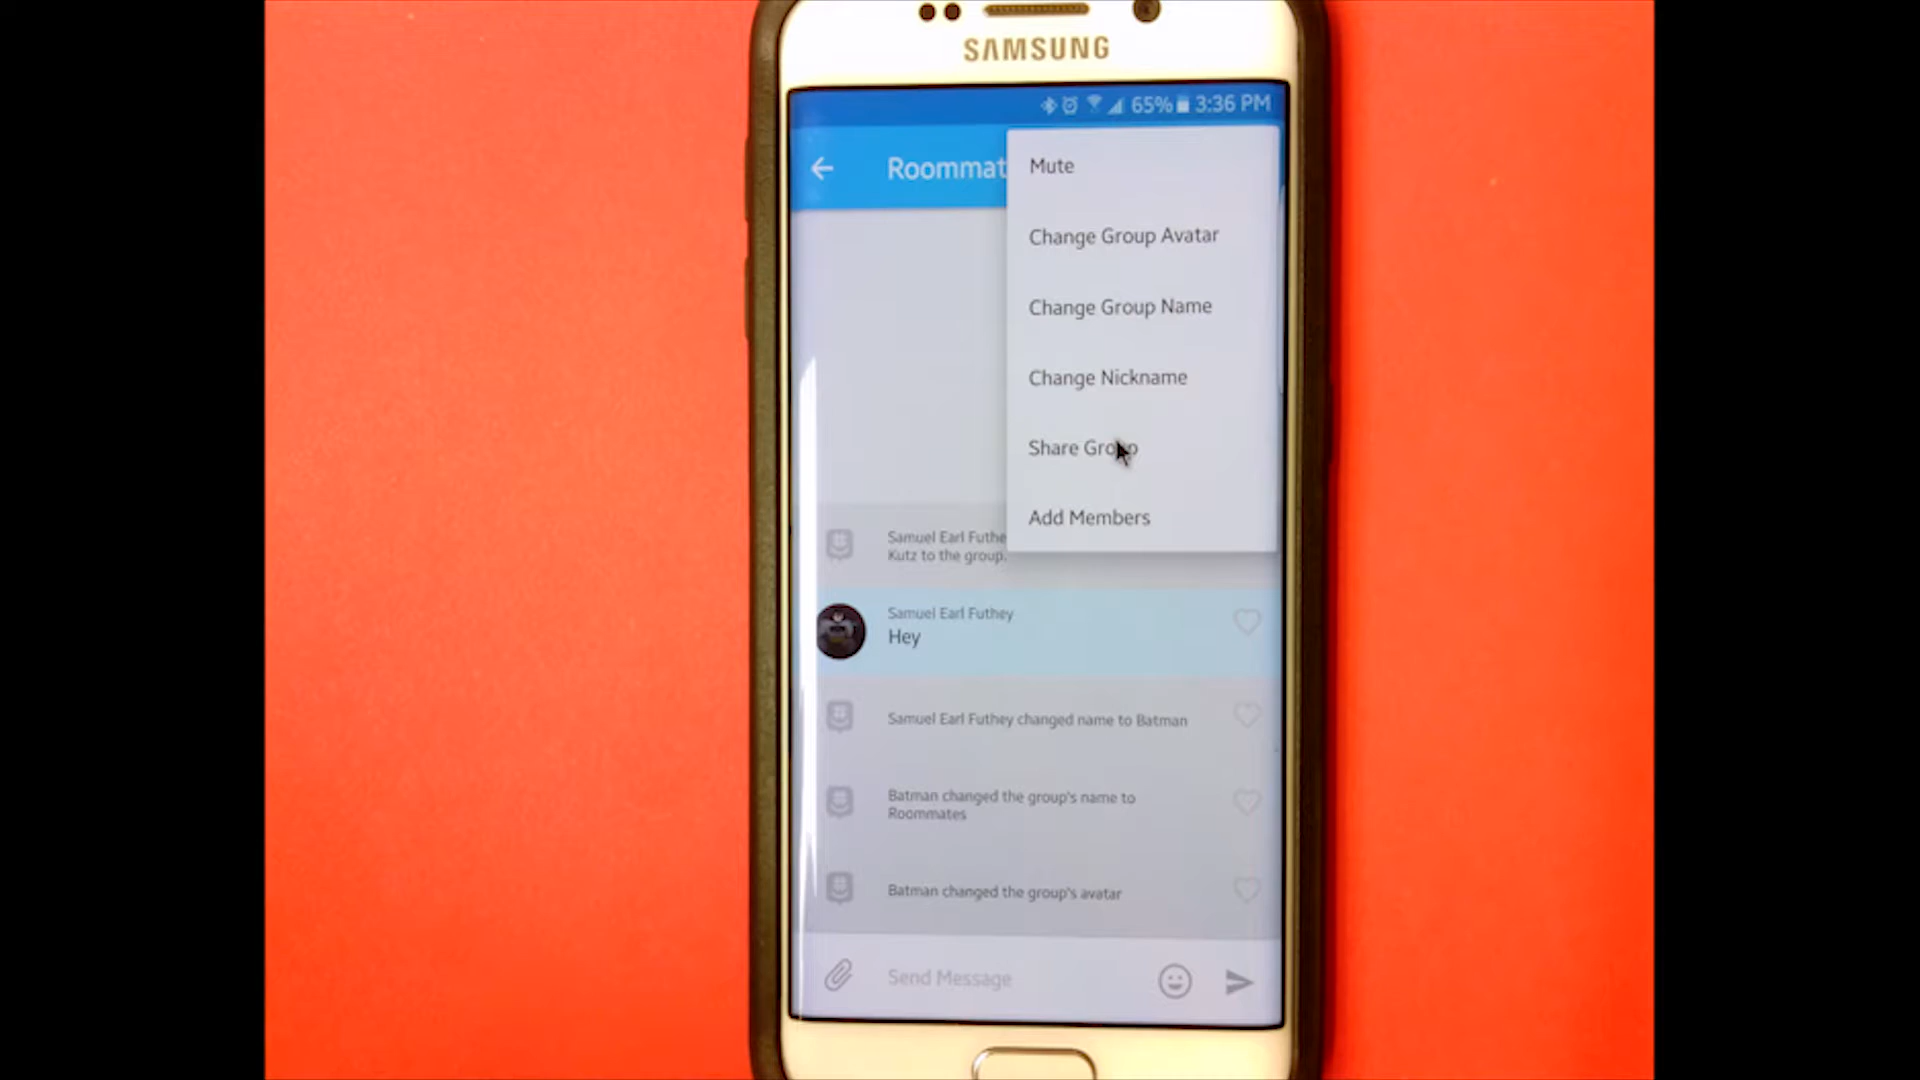 SAMSUNG
65% 3:36 PM
Roommat
Mute
Change Group Avatar
Change Group Name
Change Nickname
Share Group
Add Members
Samuel Earl Futhe
Kutz to the group.
Samuel Earl Futhey
Hey
Samuel Earl Futhey changed name to Batman
Batman changed the group's name to
Roommates
Batman changed the group's avatar
Send Message